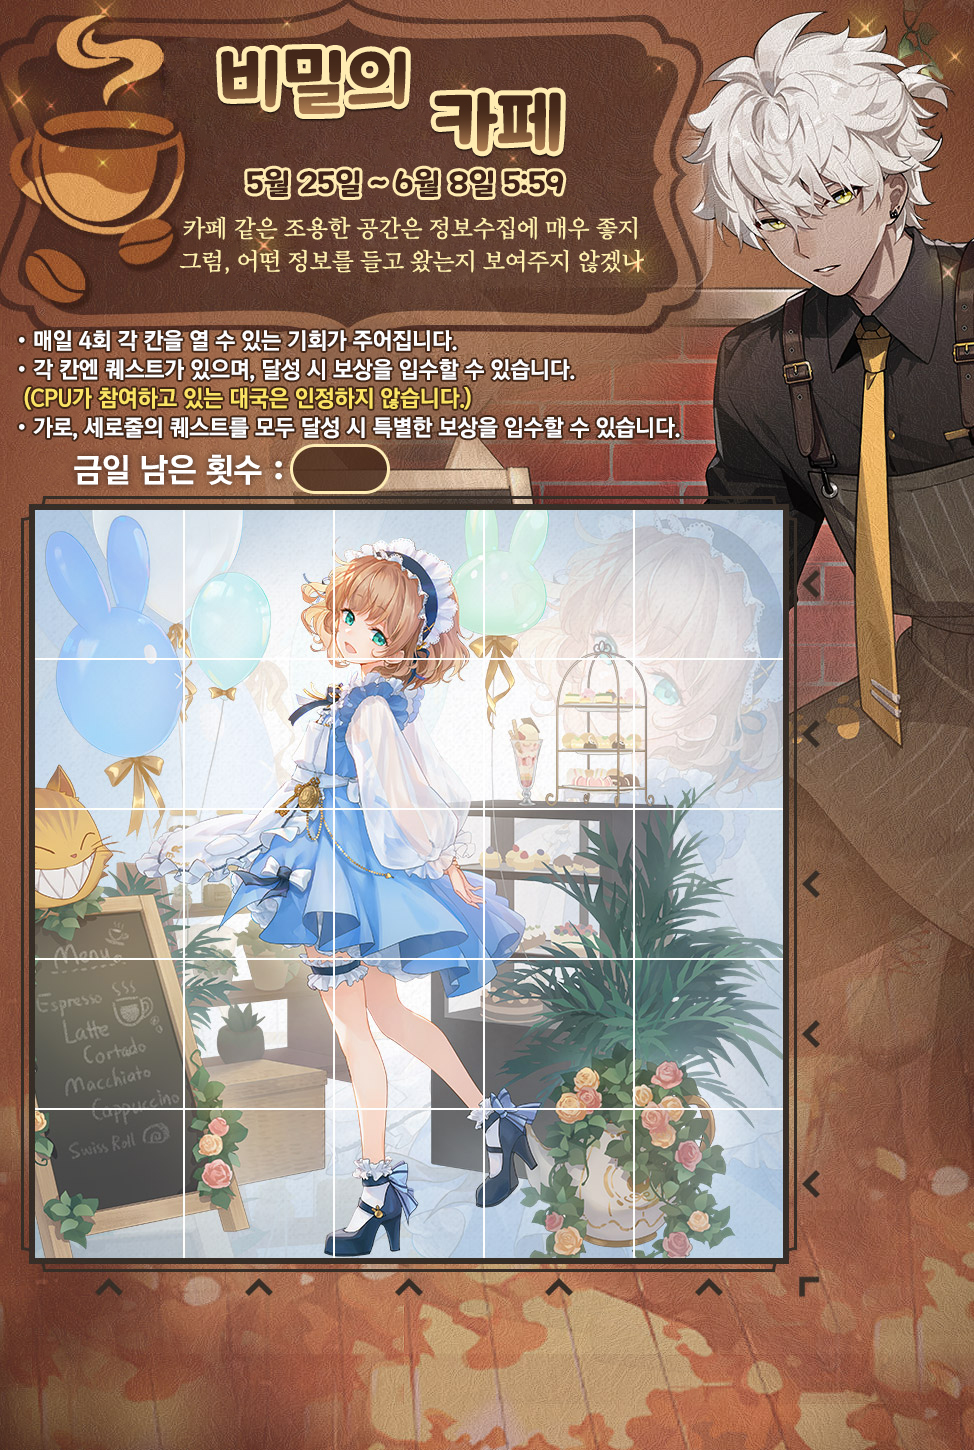 비밀의
카페
5월 25일 ~ 6월 8일 5:59
카페 같은 조용한 공간은 정보수집에 매우 좋지
그럼, 어떤 정보를 들고 왔는지 보여주지 않겠나
• 매일 4회 각 칸을 열 수 있는 기회가 주어집니다.
• 각 칸엔 퀘스트가 있으며, 달성 시 보상을 입수할 수 있습니다.
(CPU가 참여하고 있는 대국은 인정하지 않습니다.)
• 가로, 세로줄의 퀘스트를 모두 달성 시 특별한 보상을 입수할 수 있습니다.
금일 남은 횟수 :
Menu
Espresso
Latte
Cortado
Macchiato
Cappuccino
Swiss Roll